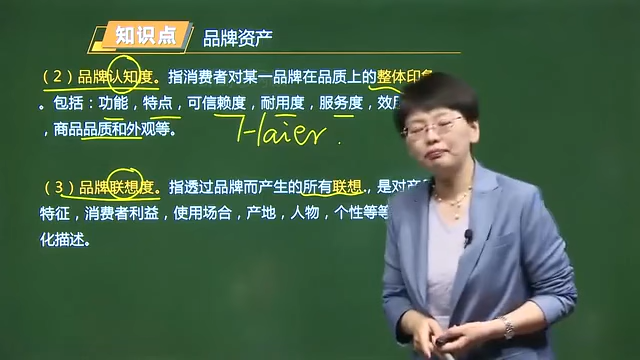 知识点 品牌资产
（2）品牌认知度。指消费者对某一品牌在品质上的整体印象
。包括：功能，特点，可信赖度，耐用度，服务度，效
，商品品质和外观等。
Haier.
（3）品牌联想度。指透过品牌而产生的所有联想，是对产
特征，消费者利益，使用场合，产地，人物，个性等等
化描述。